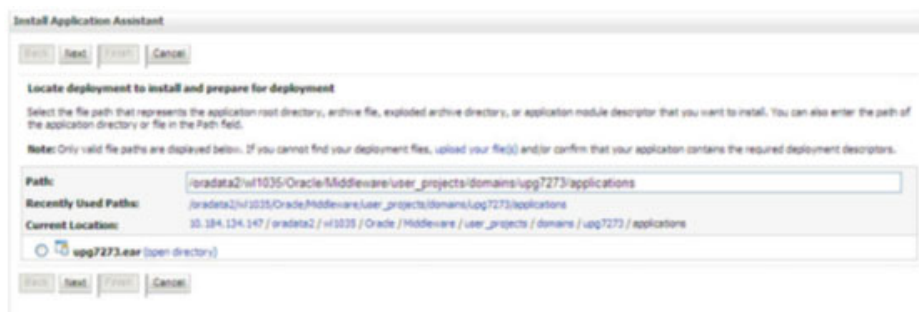 Install Application Assistant
Back Next Finish Cancel
Locate deployment to install and prepare for deployment
Select the file path that represents the application root directory, archive file, exploded archive directory, or application module descriptor that you want to install. You can also enter the path of
the application directory or file in the Path field.
Note: Only valid file paths are displayed below. If you cannot find your deployment files, upload your file(s) and/or confirm that your application contains the required deployment descriptors.
Path: /oradata2/wl1035/Oracle/Middleware/user_projects/domains/upg7273/applications
Recently Used Paths: /oradata2/wl1035/Oracle/Middleware/user_projects/domains/upg7273/applications
Current Location: 10.184.134.147 / oradata2 / wl1035 / Oracle / Middleware / user_projects / domains / upg7273 / applications
upg7273.ear (open directory)
Back Next Finish Cancel